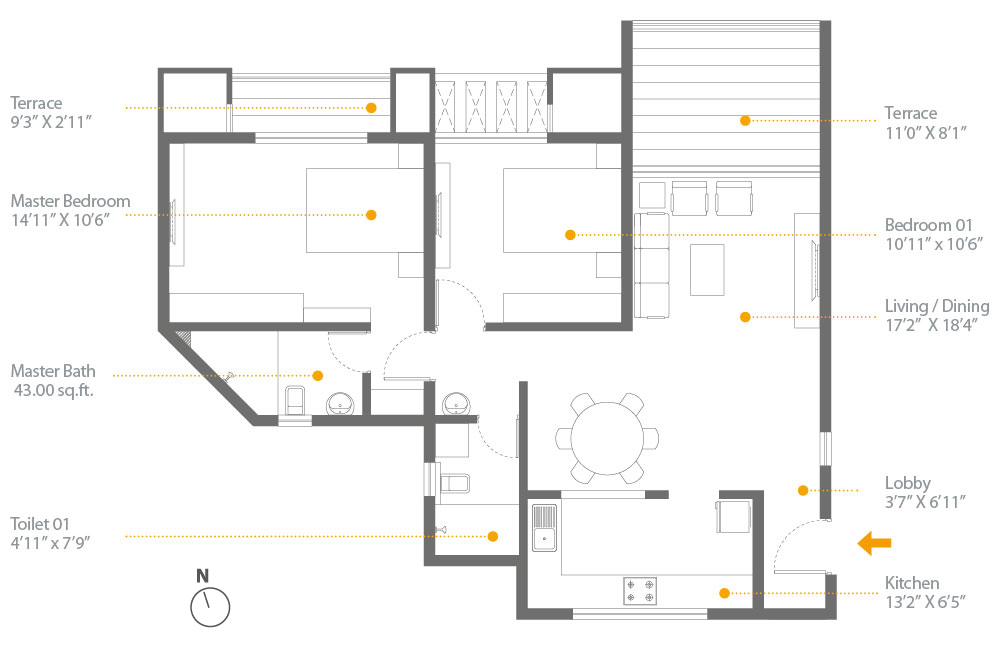 Terrace
9'3” X 2'11”
Master Bedroom
14'11” X 10'6”
Master Bath
43.00 sq.ft.
Toilet 01
4'11” x 7'9”
N
Terrace
11'0” X 8'1”
Bedroom 01
10'11” x 10'6”
Living / Dining
17'2” X 18'4”
Lobby
3'7” X 6'11”
Kitchen
13'2” X 6'5”